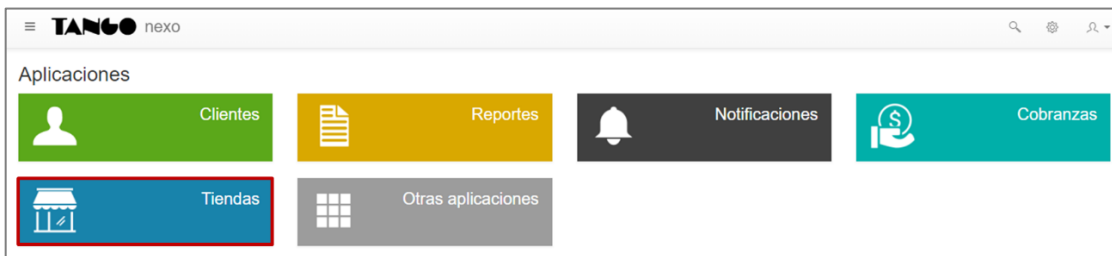 TANGO nexo
Aplicaciones
Clientes
Reportes
Notificaciones
Cobranzas
Tiendas
Otras aplicaciones